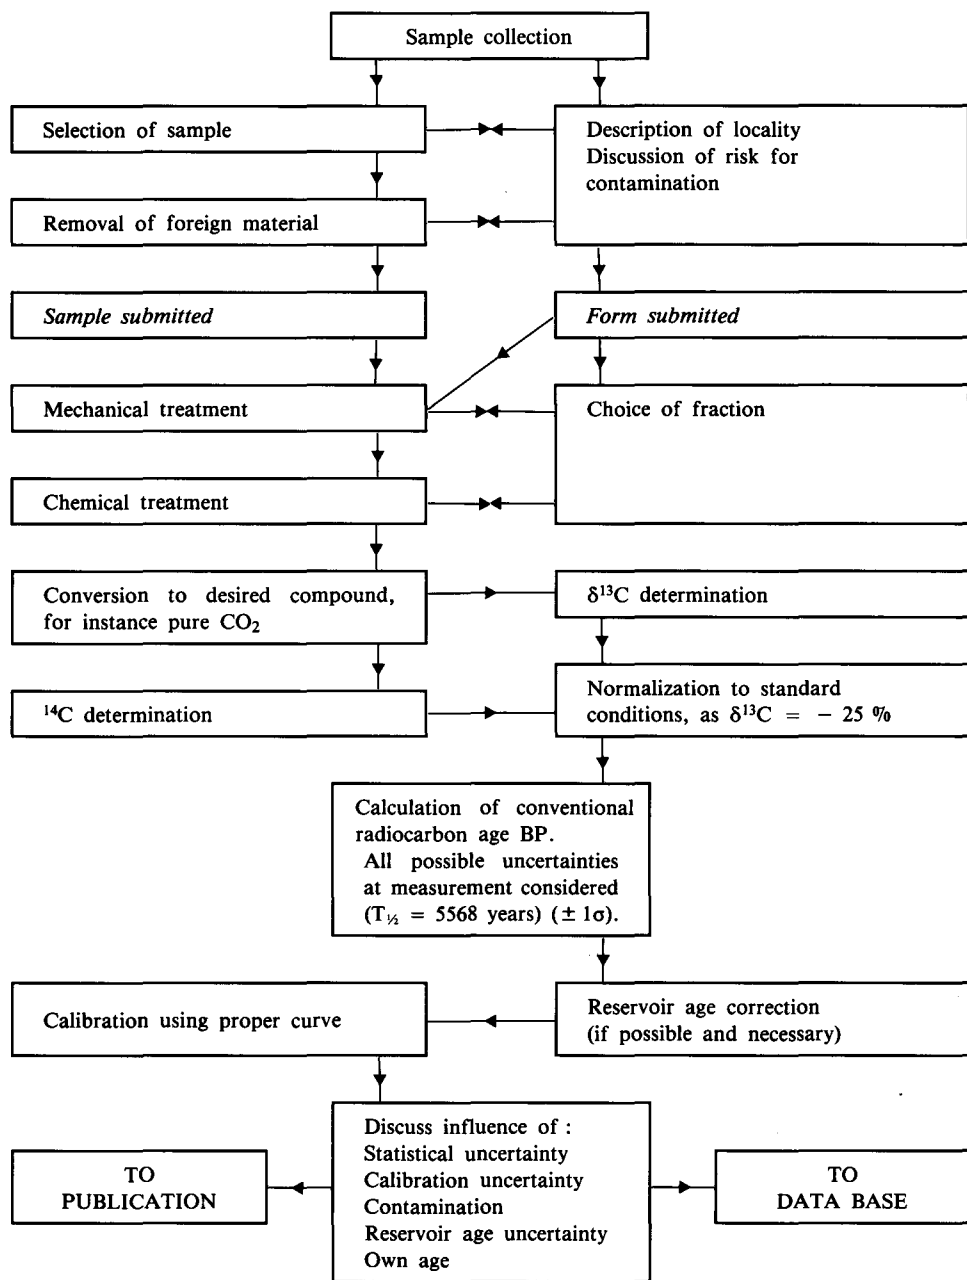 Sample collection
Selection of sample
Description of locality
Discussion of risk for
contamination
Removal of foreign material
Sample submitted
Form submitted
Mechanical treatment
Choice of fraction
Chemical treatment
Conversion to desired compound,
for instance pure CO₂
δ¹³C determination
¹⁴C determination
Normalization to standard
conditions, as δ¹³C = − 25 %
Calculation of conventional
radiocarbon age BP.
All possible uncertainties
at measurement considered
(T½ = 5568 years) (± 1σ).
Calibration using proper curve
Reservoir age correction
(if possible and necessary)
Discuss influence of :
Statistical uncertainty
Calibration uncertainty
Contamination
Reservoir age uncertainty
Own age
TO
PUBLICATION
TO
DATA BASE